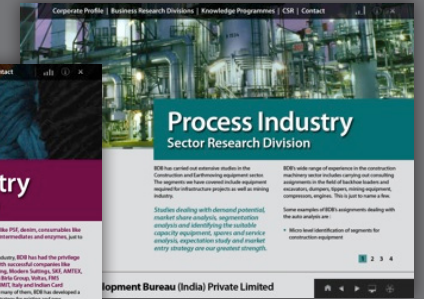 Corporate Profile | Business Research Divisions | Knowledge Programmes | CSR | Contact
Process Industry
Sector Research Division
BDB has carried out extensive studies in the
Construction and Earthmoving equipment sector.
The segments we have covered include equipment
required for infrastructure projects as well as mining
industry.
Studies dealing with demand potential,
market share analysis, segmentation
analysis and identifying the suitable
capacity equipment, spares and service
analysis, expectation study and market
entry strategy are our greatest strength.
BDB's wide range of experience in the construction
machinery sector includes carrying out consulting
assignments in the field of backhoe loaders and
excavators, dumpers, tippers, mining equipment,
compressors, engines. This is just to name a few.
Some examples of BDB's assignments dealing with
the auto analysis are :
• Micro level identification of segments for
construction equipment
1 2 3 4
lopment Bureau (India) Private Limited
tact
try
like PSF, denim, consumables like
ntermediates and enzymes, just to
dustry, BDB has had the privilege
ith successful companies like
ng, Modern Suitings, SKF, AMTEX,
Birla Group, Voltas, FMS
MIT, Italy and Indian Card
many of them, BDB has developed a